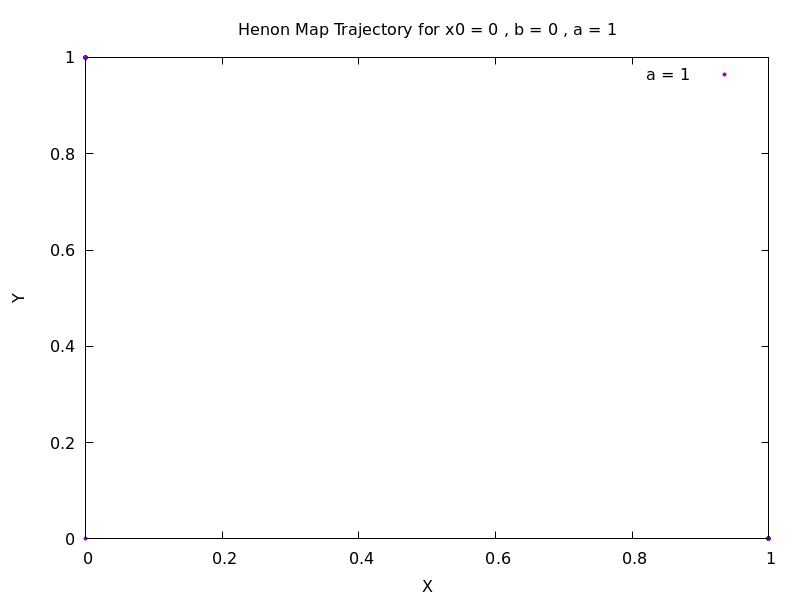 Henon Map Trajectory for x0 = 0 , b = 0 , a = 1
a = 1
1
0.8
0.6
0.4
0.2
0
0 0.2 0.4 0.6 0.8 1
Y
X